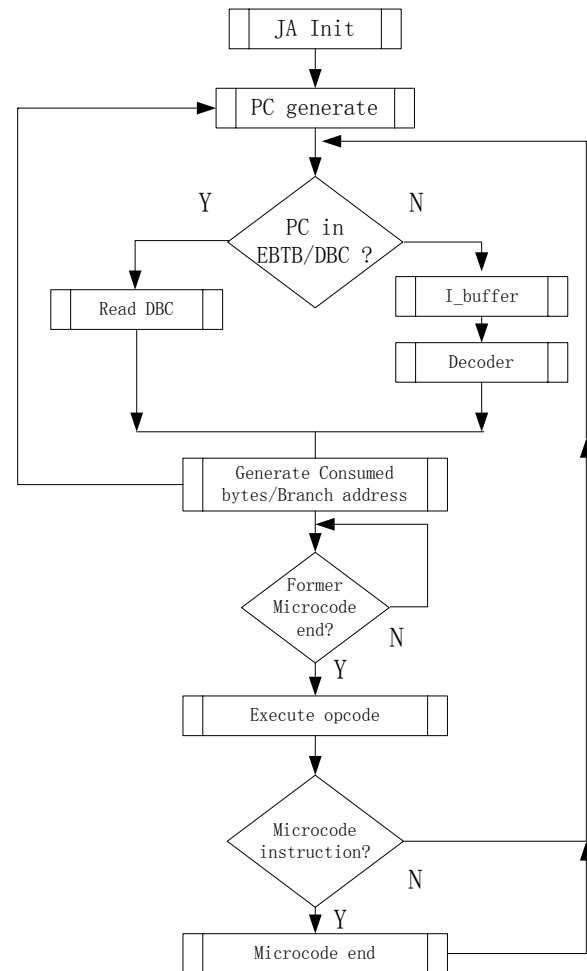 JA Init
PC generate
Y
N
PC in
EBTB/DBC ?
Read DBC
I_buffer
Decoder
Generate Consumed
bytes/Branch address
Former
Microcode
end?
N
Y
Execute opcode
Microcode
instruction?
N
Y
Microcode end